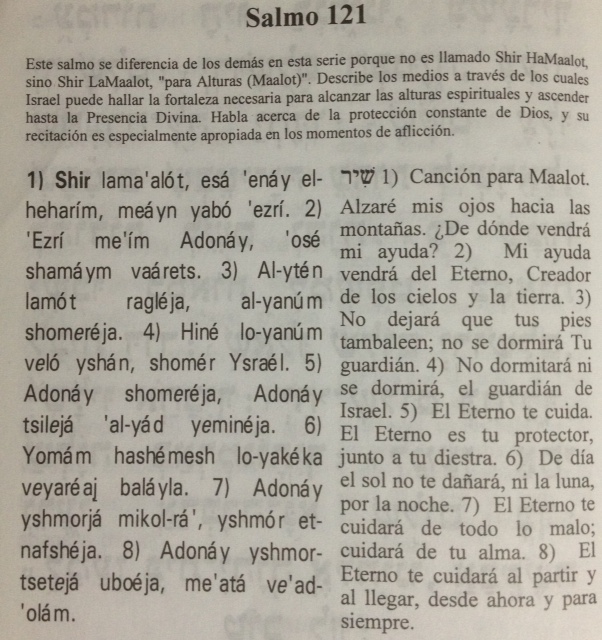 Salmo 121
Este salmo se diferencia de los demás en esta serie porque no es llamado Shir HaMaalot,
sino Shir LaMaalot, "para Alturas (Maalot)". Describe los medios a través de los cuales
Israel puede hallar la fortaleza necesaria para alcanzar las alturas espirituales y ascender
hasta la Presencia Divina. Habla acerca de la protección constante de Dios, y su
recitación es especialmente apropiada en los momentos de aflicción.
1) Shir lama'alót, esá 'enáy el-
heharím, meáyn yabó 'ezrí. 2)
'Ezrí me'ím Adonáy, 'osé
shamáym vaárets. 3) Al-ytén
lamót ragléja, al-yanúm
shomeréja. 4) Hiné lo-yanúm
veló yshán, shomér Ysraél. 5)
Adonáy shomeréja, Adonáy
tsilejá 'al-yád yeminéja. 6)
Yomám hashémesh lo-yakéka
veyaréaj baláyla. 7) Adonáy
yshmorjá mikol-rá', yshmór et-
nafshéja. 8) Adonáy yshmor-
tsetejá uboéja, me'atá ve'ad-
'olám.
שִׁיר 1) Canción para Maalot.
Alzaré mis ojos hacia las
montañas. ¿De dónde vendrá
mi ayuda? 2) Mi ayuda
vendrá del Eterno, Creador
de los cielos y la tierra. 3)
No dejará que tus pies
tambaleen; no se dormirá Tu
guardián. 4) No dormitará ni
se dormirá, el guardián de
Israel. 5) El Eterno te cuida.
El Eterno es tu protector,
junto a tu diestra. 6) De día
el sol no te dañará, ni la luna,
por la noche. 7) El Eterno te
cuidará de todo lo malo;
cuidará de tu alma. 8) El
Eterno te cuidará al partir y
al llegar, desde ahora y para
siempre.